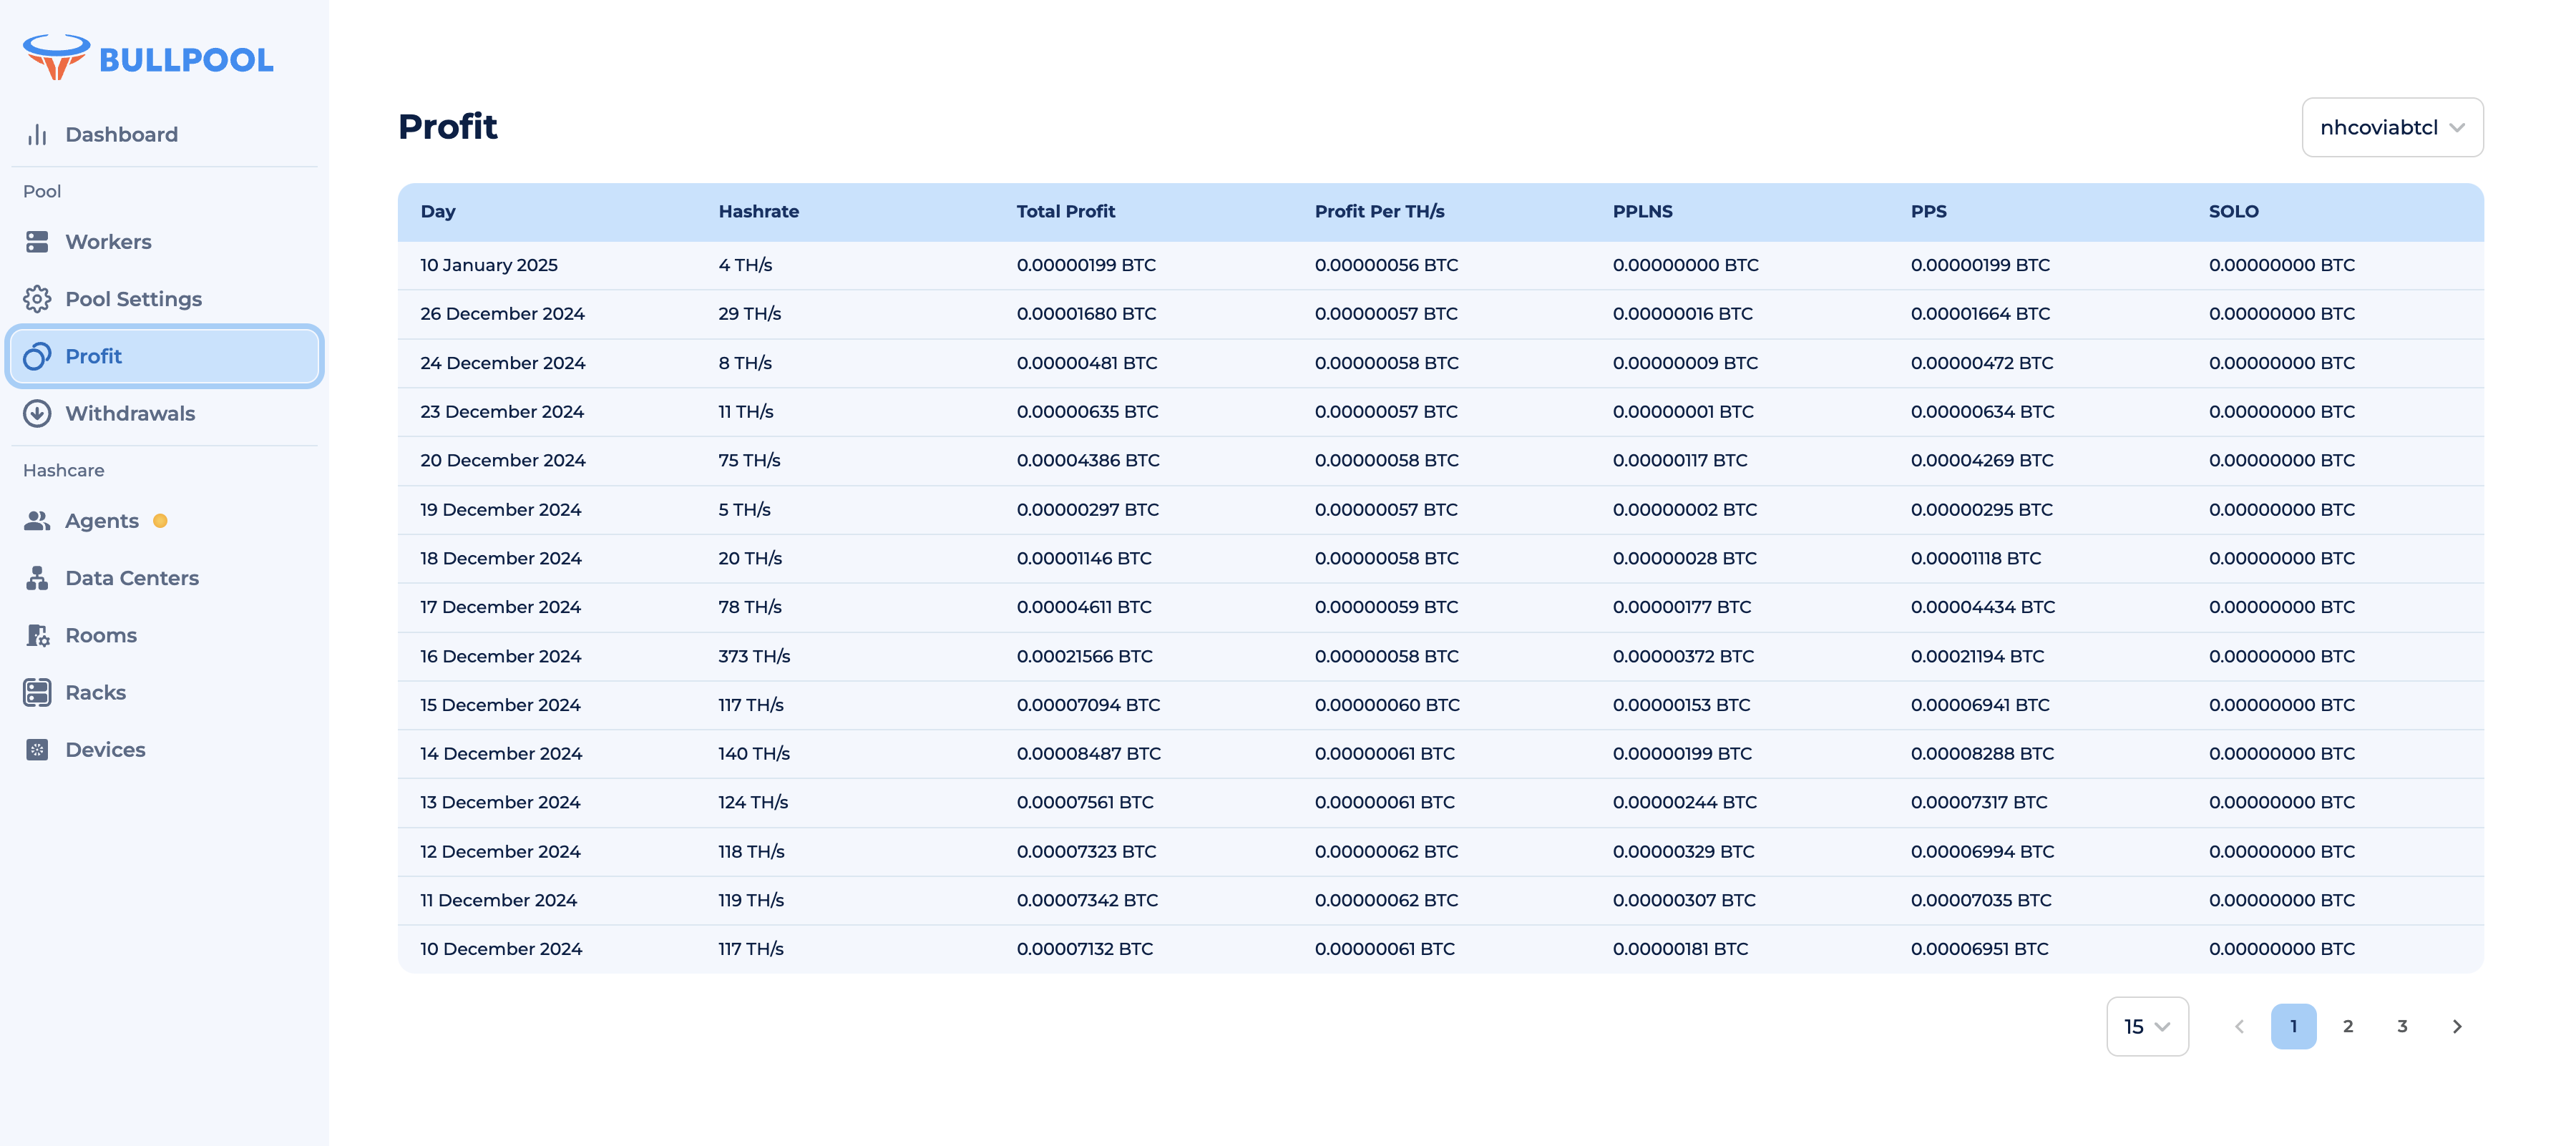 BULLPOOL
Dashboard
Pool
Workers
Pool Settings
Profit
Withdrawals
Hashcare
Agents
Data Centers
Rooms
Racks
Devices
Profit
nhcoviabtcl
Day Hashrate Total Profit Profit Per TH/s PPLNS PPS SOLO
10 January 2025 4 TH/s 0.00000199 BTC 0.00000056 BTC 0.00000000 BTC 0.00000199 BTC 0.00000000 BTC
26 December 2024 29 TH/s 0.00001680 BTC 0.00000057 BTC 0.00000016 BTC 0.00001664 BTC 0.00000000 BTC
24 December 2024 8 TH/s 0.00000481 BTC 0.00000058 BTC 0.00000009 BTC 0.00000472 BTC 0.00000000 BTC
23 December 2024 11 TH/s 0.00000635 BTC 0.00000057 BTC 0.00000001 BTC 0.00000634 BTC 0.00000000 BTC
20 December 2024 75 TH/s 0.00004386 BTC 0.00000058 BTC 0.00000117 BTC 0.00004269 BTC 0.00000000 BTC
19 December 2024 5 TH/s 0.00000297 BTC 0.00000057 BTC 0.00000002 BTC 0.00000295 BTC 0.00000000 BTC
18 December 2024 20 TH/s 0.00001146 BTC 0.00000058 BTC 0.00000028 BTC 0.00001118 BTC 0.00000000 BTC
17 December 2024 78 TH/s 0.00004611 BTC 0.00000059 BTC 0.00000177 BTC 0.00004434 BTC 0.00000000 BTC
16 December 2024 373 TH/s 0.00021566 BTC 0.00000058 BTC 0.00000372 BTC 0.00021194 BTC 0.00000000 BTC
15 December 2024 117 TH/s 0.00007094 BTC 0.00000060 BTC 0.00000153 BTC 0.00006941 BTC 0.00000000 BTC
14 December 2024 140 TH/s 0.00008487 BTC 0.00000061 BTC 0.00000199 BTC 0.00008288 BTC 0.00000000 BTC
13 December 2024 124 TH/s 0.00007561 BTC 0.00000061 BTC 0.00000244 BTC 0.00007317 BTC 0.00000000 BTC
12 December 2024 118 TH/s 0.00007323 BTC 0.00000062 BTC 0.00000329 BTC 0.00006994 BTC 0.00000000 BTC
11 December 2024 119 TH/s 0.00007342 BTC 0.00000062 BTC 0.00000307 BTC 0.00007035 BTC 0.00000000 BTC
10 December 2024 117 TH/s 0.00007132 BTC 0.00000061 BTC 0.00000181 BTC 0.00006951 BTC 0.00000000 BTC
15 1 2 3